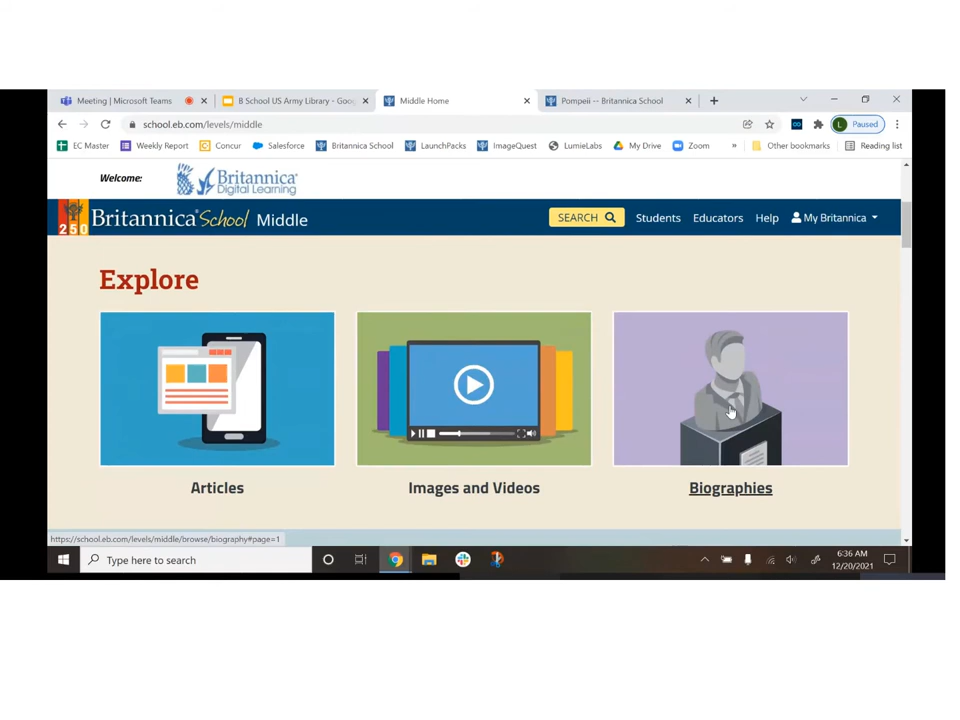 Meeting | Microsoft Teams
B School US Army Library - Goo
Middle Home
Pompeii -- Britannica School
school.eb.com/levels/middle
Paused
EC Master
Weekly Report
Concur
Salesforce
Britannica School
LaunchPacks
ImageQuest
LumieLabs
My Drive
Zoom
»
Other bookmarks
Reading list
Welcome:
Britannica
Digital Learning
250
Britannica School Middle
SEARCH
Students
Educators
Help
My Britannica
Explore
Articles
Images and Videos
Biographies
https://school.eb.com/levels/middle/browse/biography#page=1
Type here to search
6:36 AM
12/20/2021